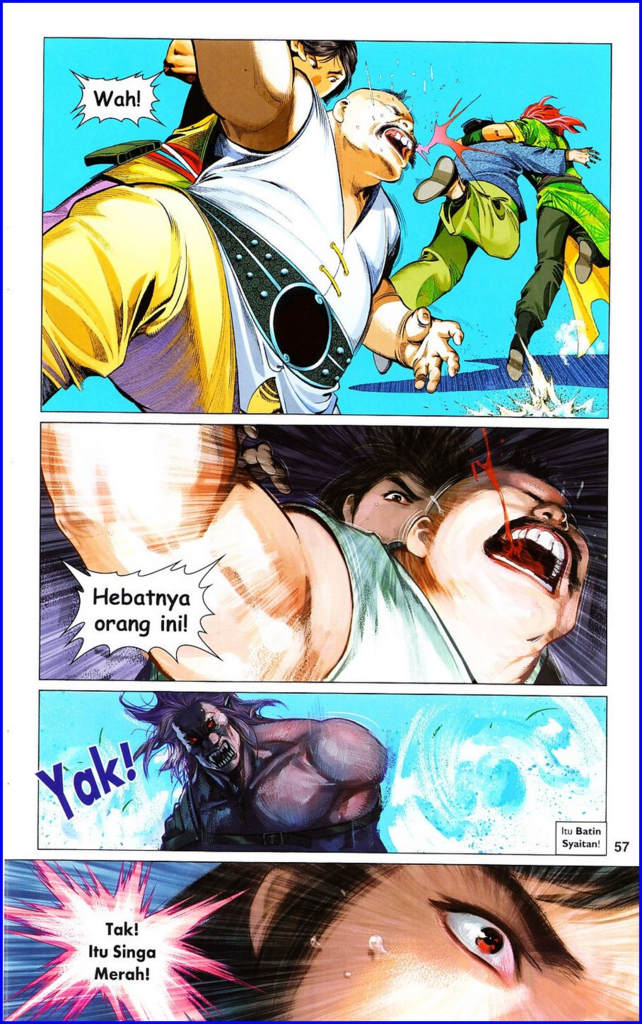 Wah!
Hebatnya
orang ini!
Yak!
Itu Batin
Syaitan!
57
Tak!
Itu Singa
Merah!